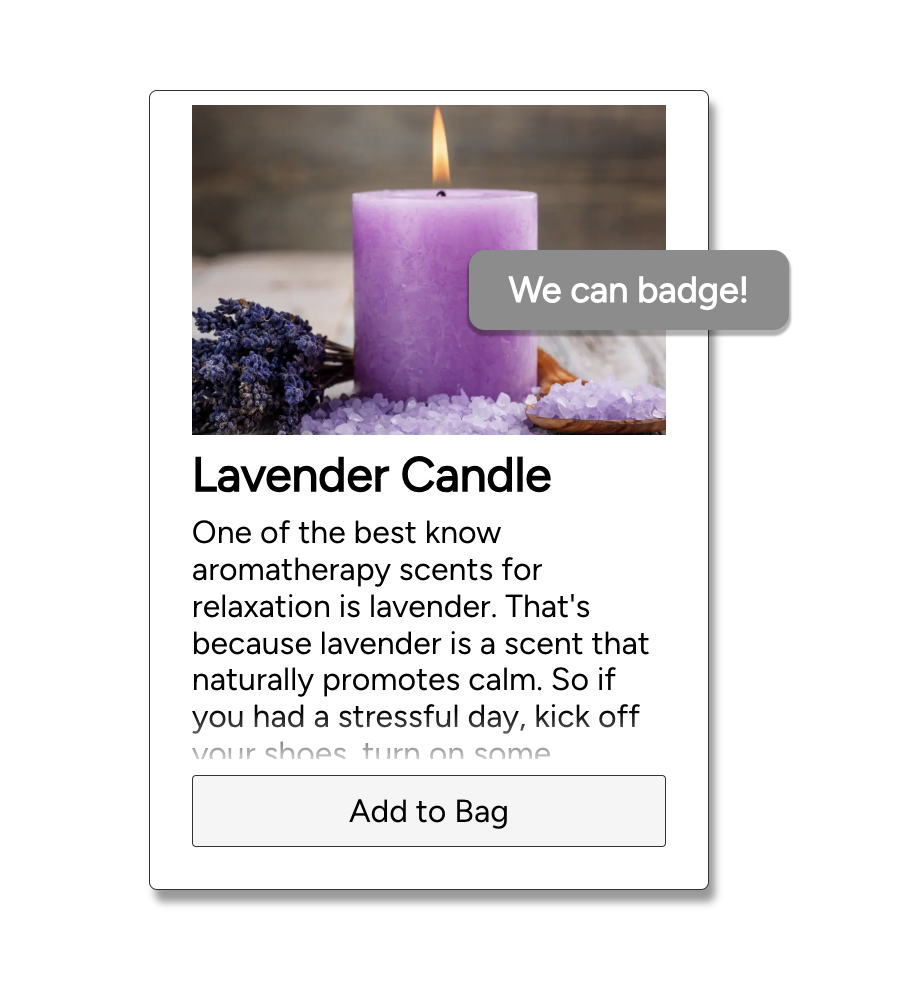 We can badge!
Lavender Candle
One of the best know
aromatherapy scents for
relaxation is lavender. That's
because lavender is a scent that
naturally promotes calm. So if
you had a stressful day, kick off
your shoes, turn on some
Add to Bag